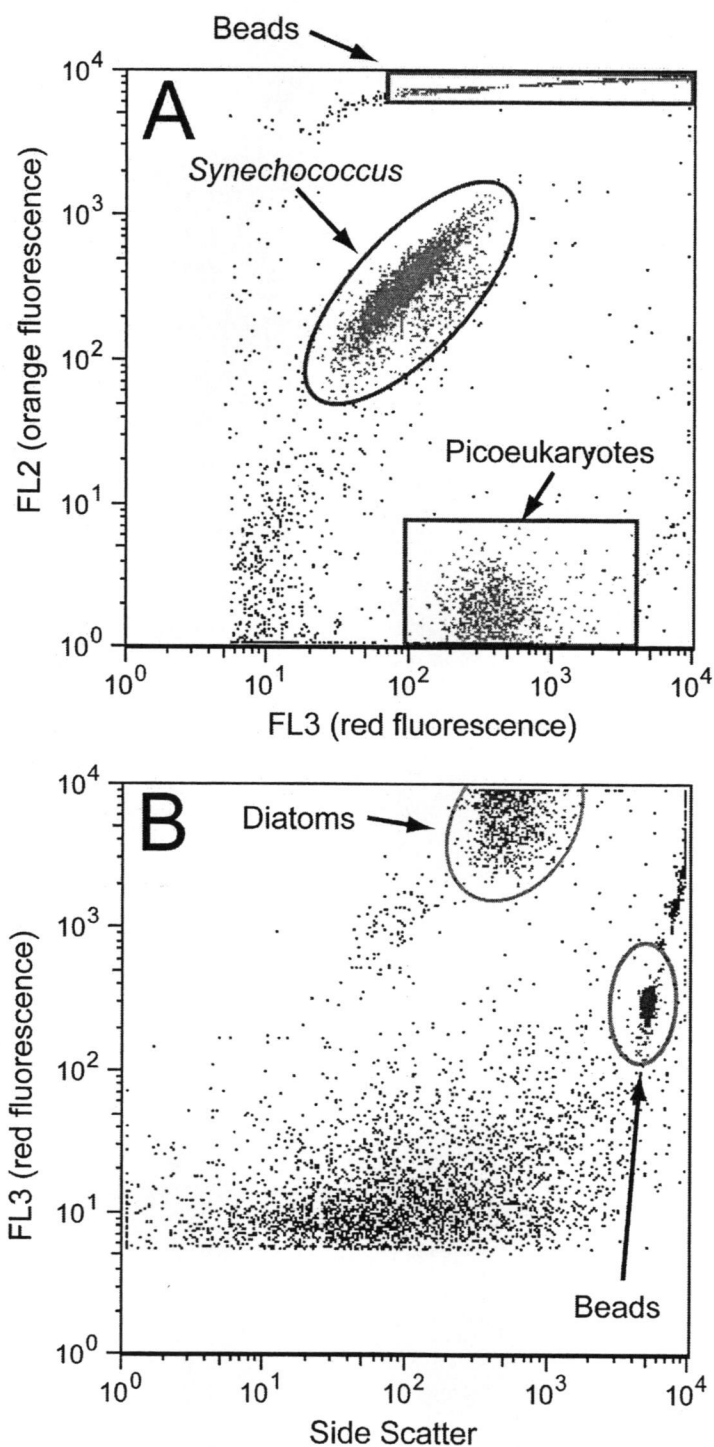 Beads
A
10^4
Synechococcus
10^3
10^2
Picoeukaryotes
10^1
10^0
FL2 (orange fluorescence)
10^0 10^1 10^2 10^3 10^4
FL3 (red fluorescence)
B
10^4
Diatoms
10^3
10^2
10^1
10^0
FL3 (red fluorescence)
Beads
10^0 10^1 10^2 10^3 10^4
Side Scatter